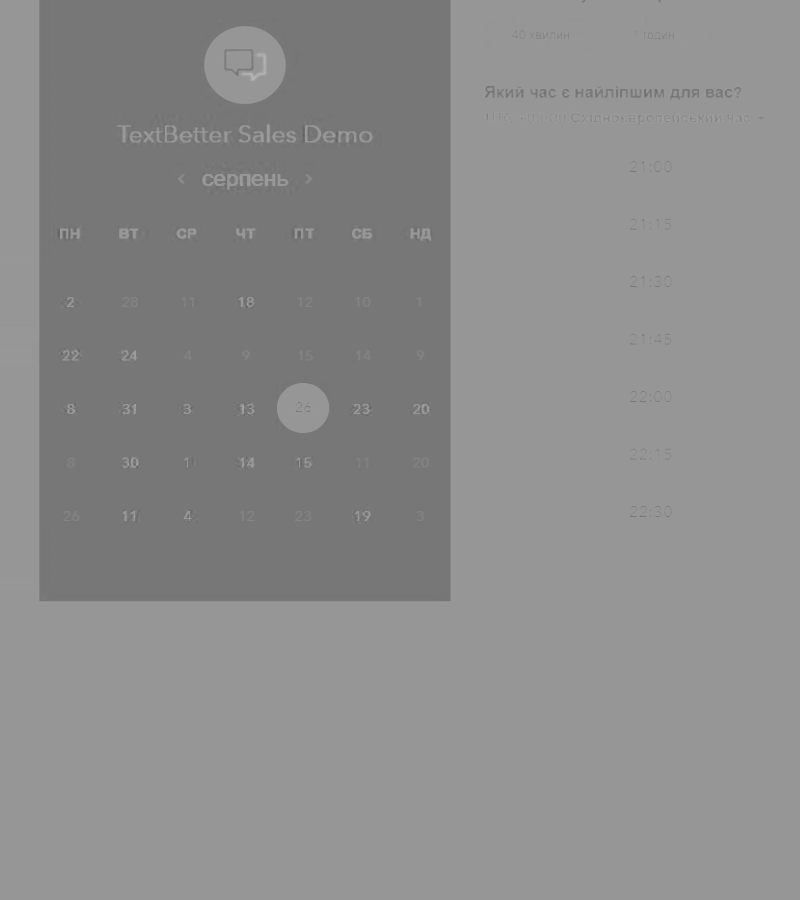 TextBetter Sales Demo
‹ серпень ›
ПН ВТ СР ЧТ ПТ СБ НД
2 28 11 18 12 10 1
22 24 4 9 15 14 9
8 31 3 13 26 23 20
8 30 1 14 15 11 20
26 11 4 12 23 19 3
40 хвилин 1 годин
Який час є найліпшим для вас?
Східноєвропейський час
21:00
21:15
21:30
21:45
22:00
22:15
22:30